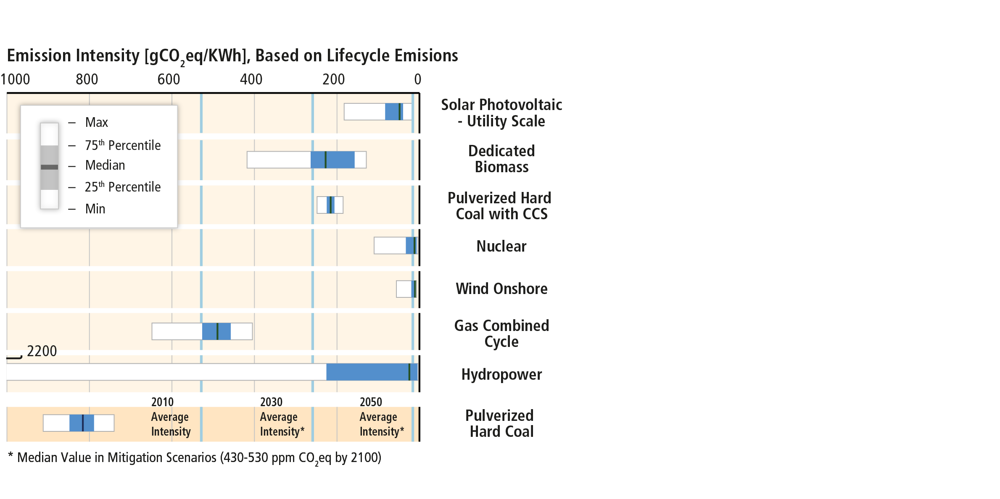 Emission Intensity [gCO2eq/KWh], Based on Lifecycle Emisions
1000 800 600 400 200 0
Max
75th Percentile
Median
25th Percentile
Min
Solar Photovoltaic
- Utility Scale
Dedicated
Biomass
Pulverized Hard
Coal with CCS
Nuclear
Wind Onshore
Gas Combined
Cycle
2200
Hydropower
2010
Average
Intensity
2030
Average
Intensity*
2050
Average
Intensity*
Pulverized
Hard Coal
* Median Value in Mitigation Scenarios (430-530 ppm CO2eq by 2100)